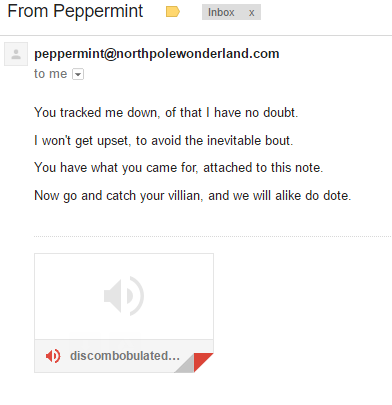 From Peppermint
Inbox x
peppermint@northpolewonderland.com
to me
You tracked me down, of that I have no doubt.
I won't get upset, to avoid the inevitable bout.
You have what you came for, attached to this note.
Now go and catch your villian, and we will alike do dote.
discombobulated...